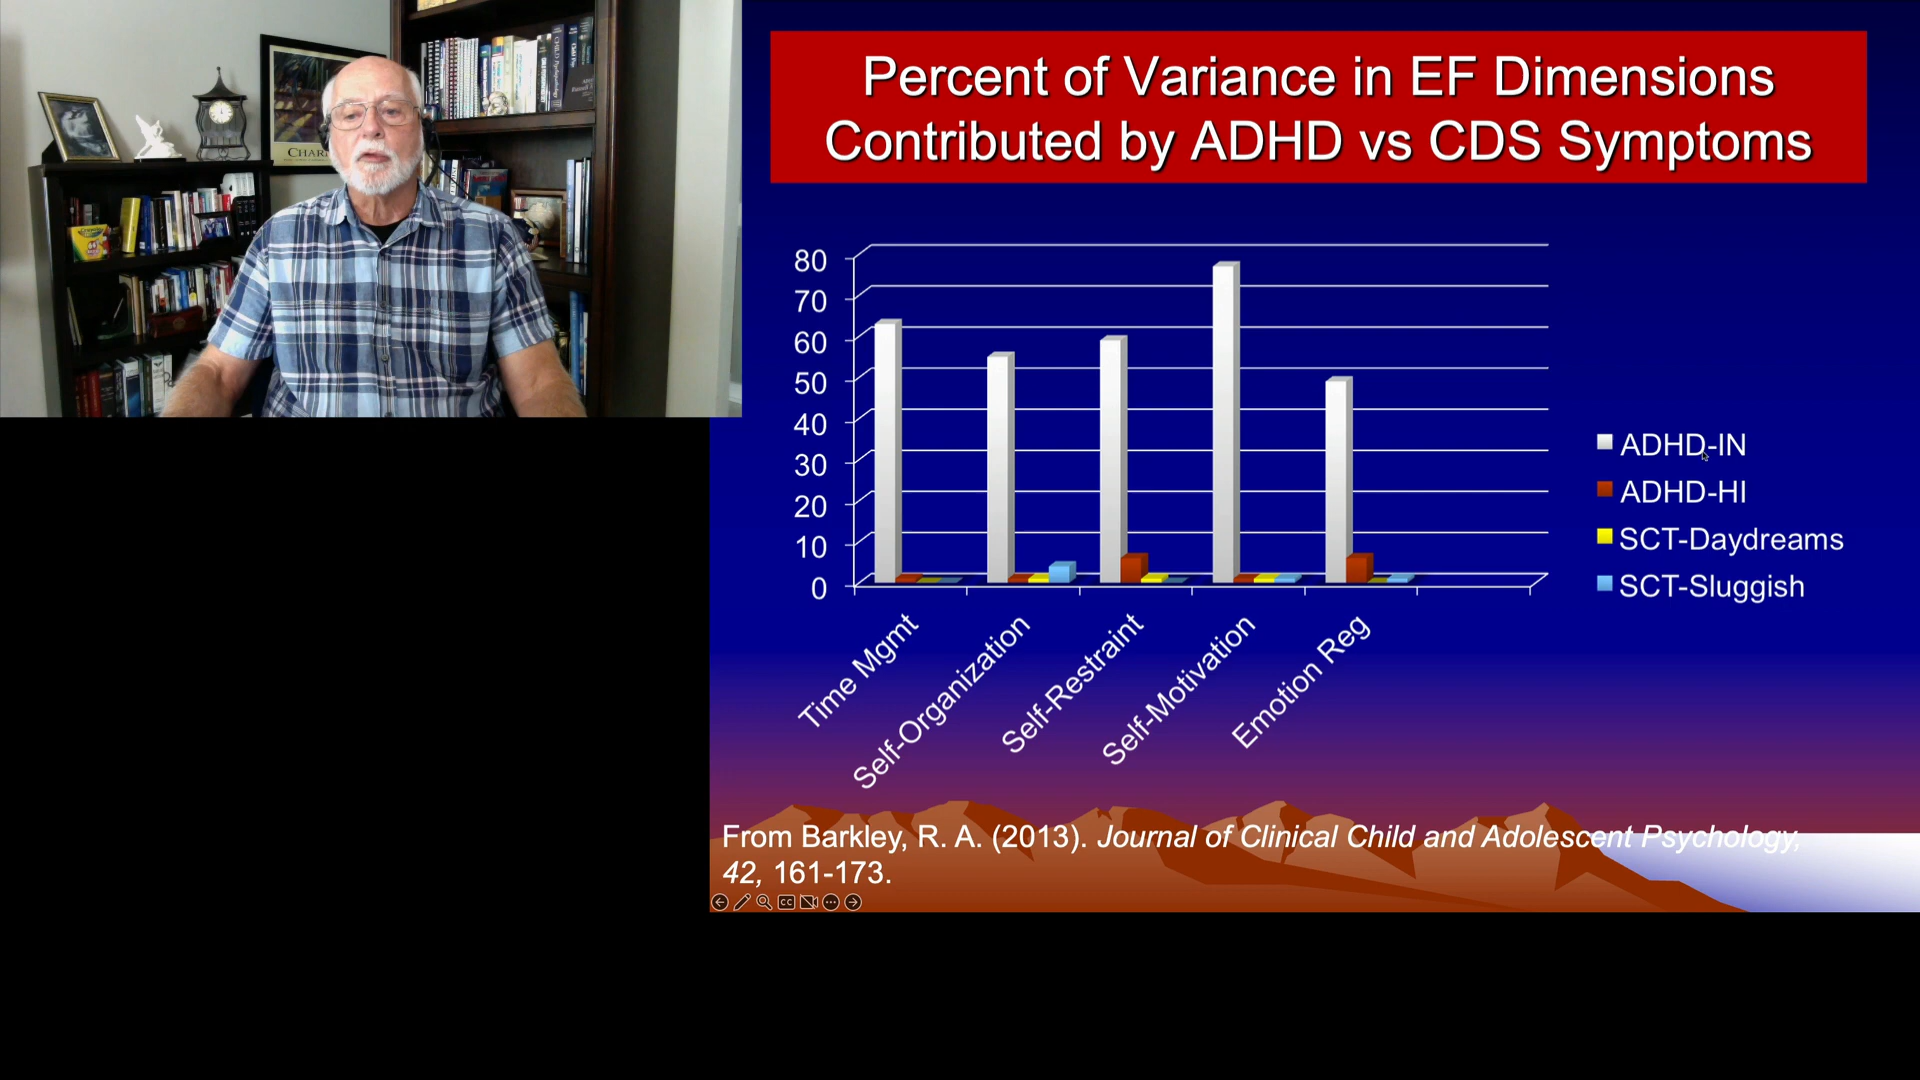 Percent of Variance in EF Dimensions
Contributed by ADHD vs CDS Symptoms
80
70
60
50
40
30
20
10
0
Time Mgmt
Self-Organization
Self-Restraint
Self-Motivation
Emotion Reg
ADHD-IN
ADHD-HI
SCT-Daydreams
SCT-Sluggish
From Barkley, R. A. (2013). Journal of Clinical Child and Adolescent Psychology,
42, 161-173.
CC